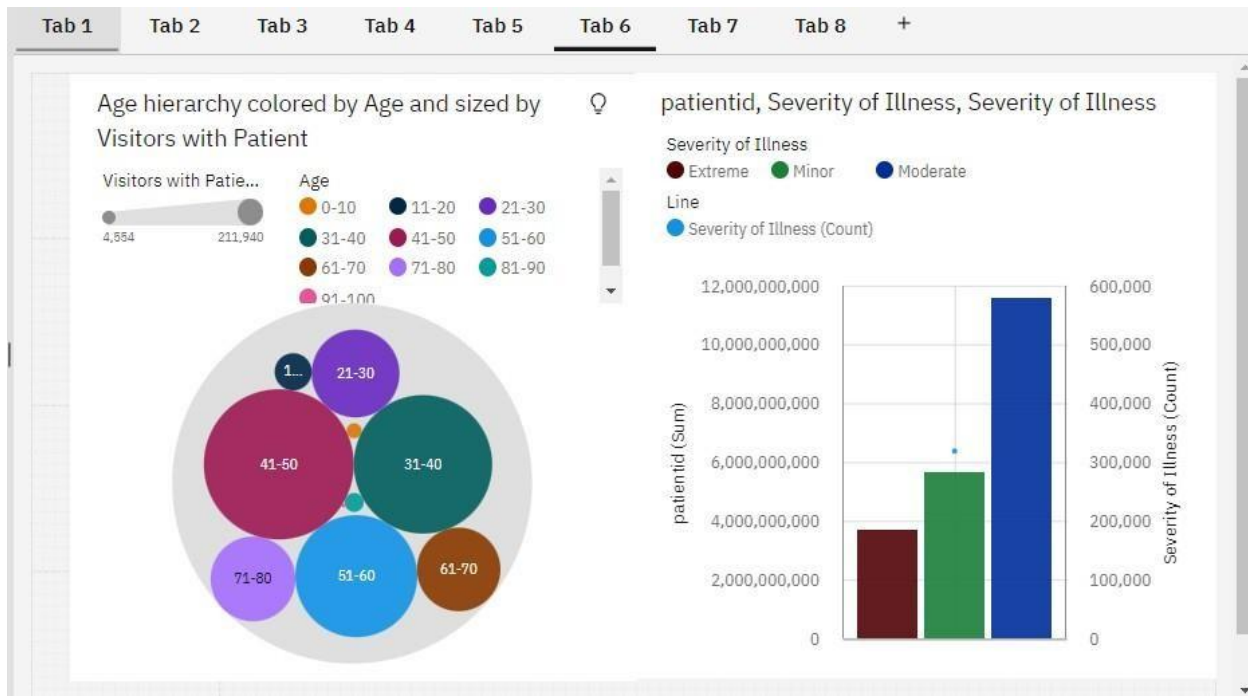 Tab 1 Tab 2 Tab 3 Tab 4 Tab 5 Tab 6 Tab 7 Tab 8 +
Age hierarchy colored by Age and sized by
Visitors with Patient
Visitors with Patie...
4,554 211,940
Age
0-10 11-20 21-30
31-40 41-50 51-60
61-70 71-80 81-90
91-100
1...
21-30
41-50
31-40
71-80
51-60
61-70
patientid, Severity of Illness, Severity of Illness
Severity of Illness
Extreme Minor Moderate
Line
Severity of Illness (Count)
patientid (Sum)
12,000,000,000
10,000,000,000
8,000,000,000
6,000,000,000
4,000,000,000
2,000,000,000
0
600,000
500,000
400,000
300,000
200,000
100,000
0
Severity of Illness (Count)